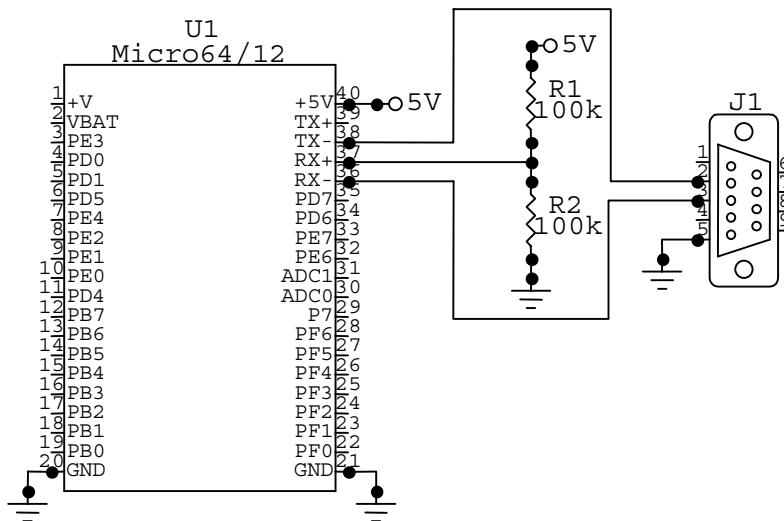 U1
Micro64/12
1 +V
2 VBAT
3 PE3
4 PD0
5 PD1
6 PD5
7 PE4
8 PE2
9 PE1
10 PE0
11 PD4
12 PB7
13 PB6
14 PB5
15 PB4
16 PB3
17 PB2
18 PB1
19 PB0
20 GND
+5V 40
TX+ 39
TX- 38
RX+ 37
RX- 36
PD7 35
PD6 34
PE7 33
PE6 32
ADC1 31
ADC0 30
P7 29
PF6 28
PF5 27
PF4 26
PF3 25
PF2 24
PF1 23
PF0 22
GND 21
5V
5V
R1
100k
R2
100k
J1
1
2
3
4
5